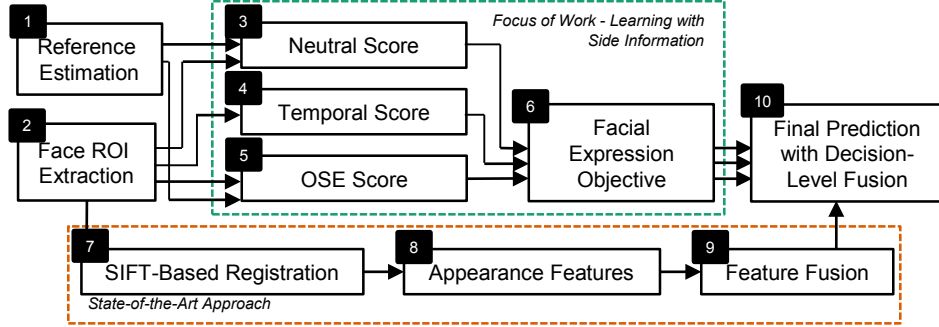 1
Reference
Estimation
2
Face ROI
Extraction
Focus of Work - Learning with
Side Information
3
Neutral Score
4
Temporal Score
5
OSE Score
6
Facial
Expression
Objective
10
Final Prediction
with Decision-
Level Fusion
7
SIFT-Based Registration
8
Appearance Features
9
Feature Fusion
State-of-the-Art Approach